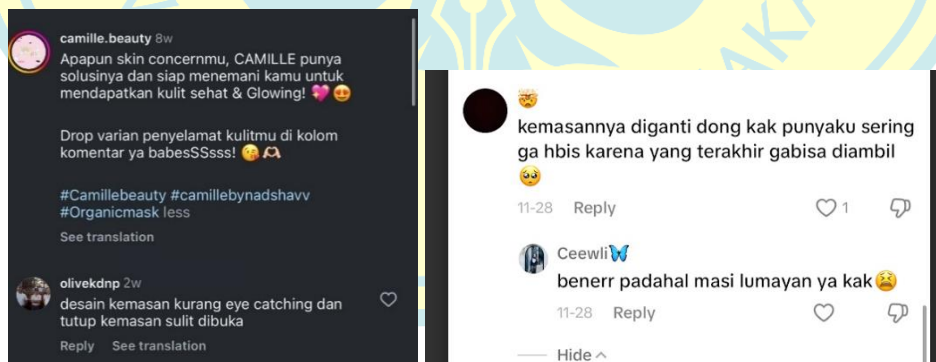 camille.beauty 8w
Apapun skin concernmu, CAMILLE punya
solusinya dan siap menemani kamu untuk
mendapatkan kulit sehat & Glowing! 💖😍
Drop varian penyelamat kulitmu di kolom
komentar ya babesSSsss! 😘🫶🏼
#Camillebeauty #camillebynadshavv
#Organicmask less
See translation
olivekdnp 2w
desain kemasan kurang eye catching dan
tutup kemasan sulit dibuka
Reply See translation
🤯
kemasannya diganti dong kak punyaku sering
ga hbis karena yang terakhir gabisa diambil
🥺
11-28 Reply 1
Ceewli🦋
benerr padahal masi lumayan ya kak😫
11-28 Reply
Hide